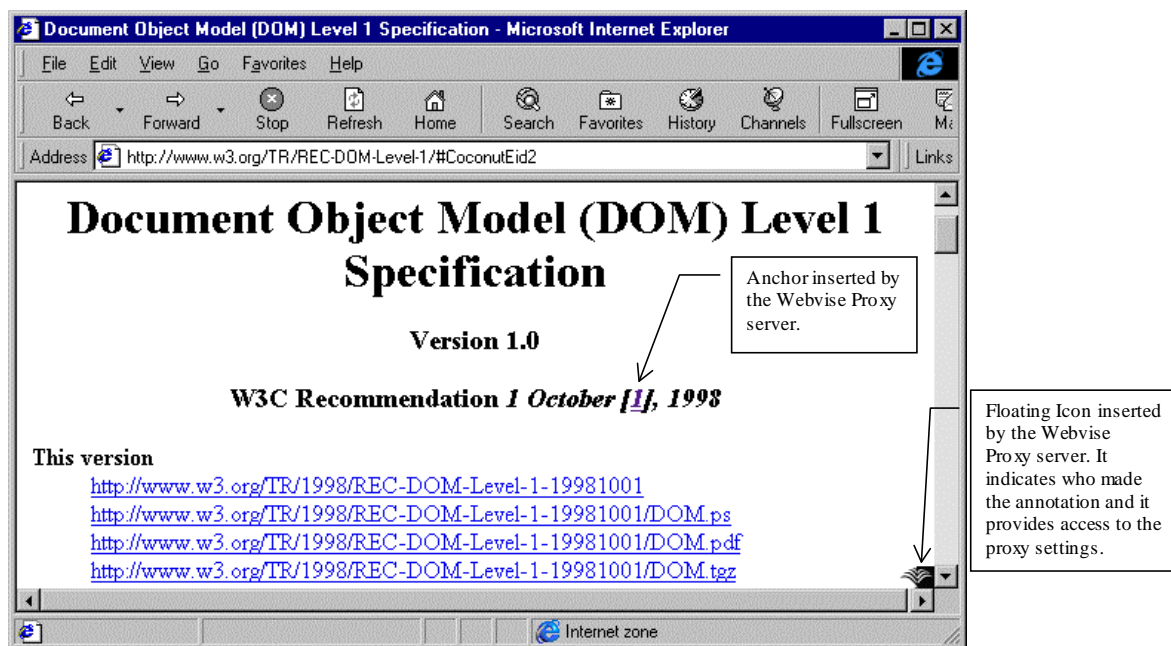 Document Object Model (DOM) Level 1 Specification - Microsoft Internet Explorer
File Edit View Go Favorites Help
Back Forward Stop Refresh Home Search Favorites History Channels Fullscreen
Address http://www.w3.org/TR/REC-DOM-Level-1/#CoconutEid2 Links
Document Object Model (DOM) Level 1
Specification
Anchor inserted by
the Webvise Proxy
server.
Version 1.0
W3C Recommendation 1 October [1], 1998
Floating Icon inserted
by the Webvise
Proxy server. It
indicates who made
the annotation and it
provides access to the
proxy settings.
This version
http://www.w3.org/TR/1998/REC-DOM-Level-1-19981001
http://www.w3.org/TR/1998/REC-DOM-Level-1-19981001/DOM.ps
http://www.w3.org/TR/1998/REC-DOM-Level-1-19981001/DOM.pdf
http://www.w3.org/TR/1998/REC-DOM-Level-1-19981001/DOM.tgz
Internet zone